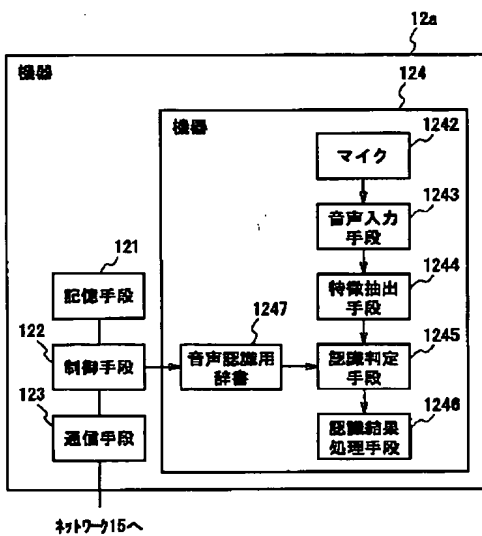 12a
機器
124
機器
1242
マイク
1243
音声入力
手段
121
記憶手段
1244
特徴抽出
手段
1247
122
制御手段
音声認識用
辞書
1245
認識判定
手段
123
通信手段
1246
認識結果
処理手段
ネットワーク15へ